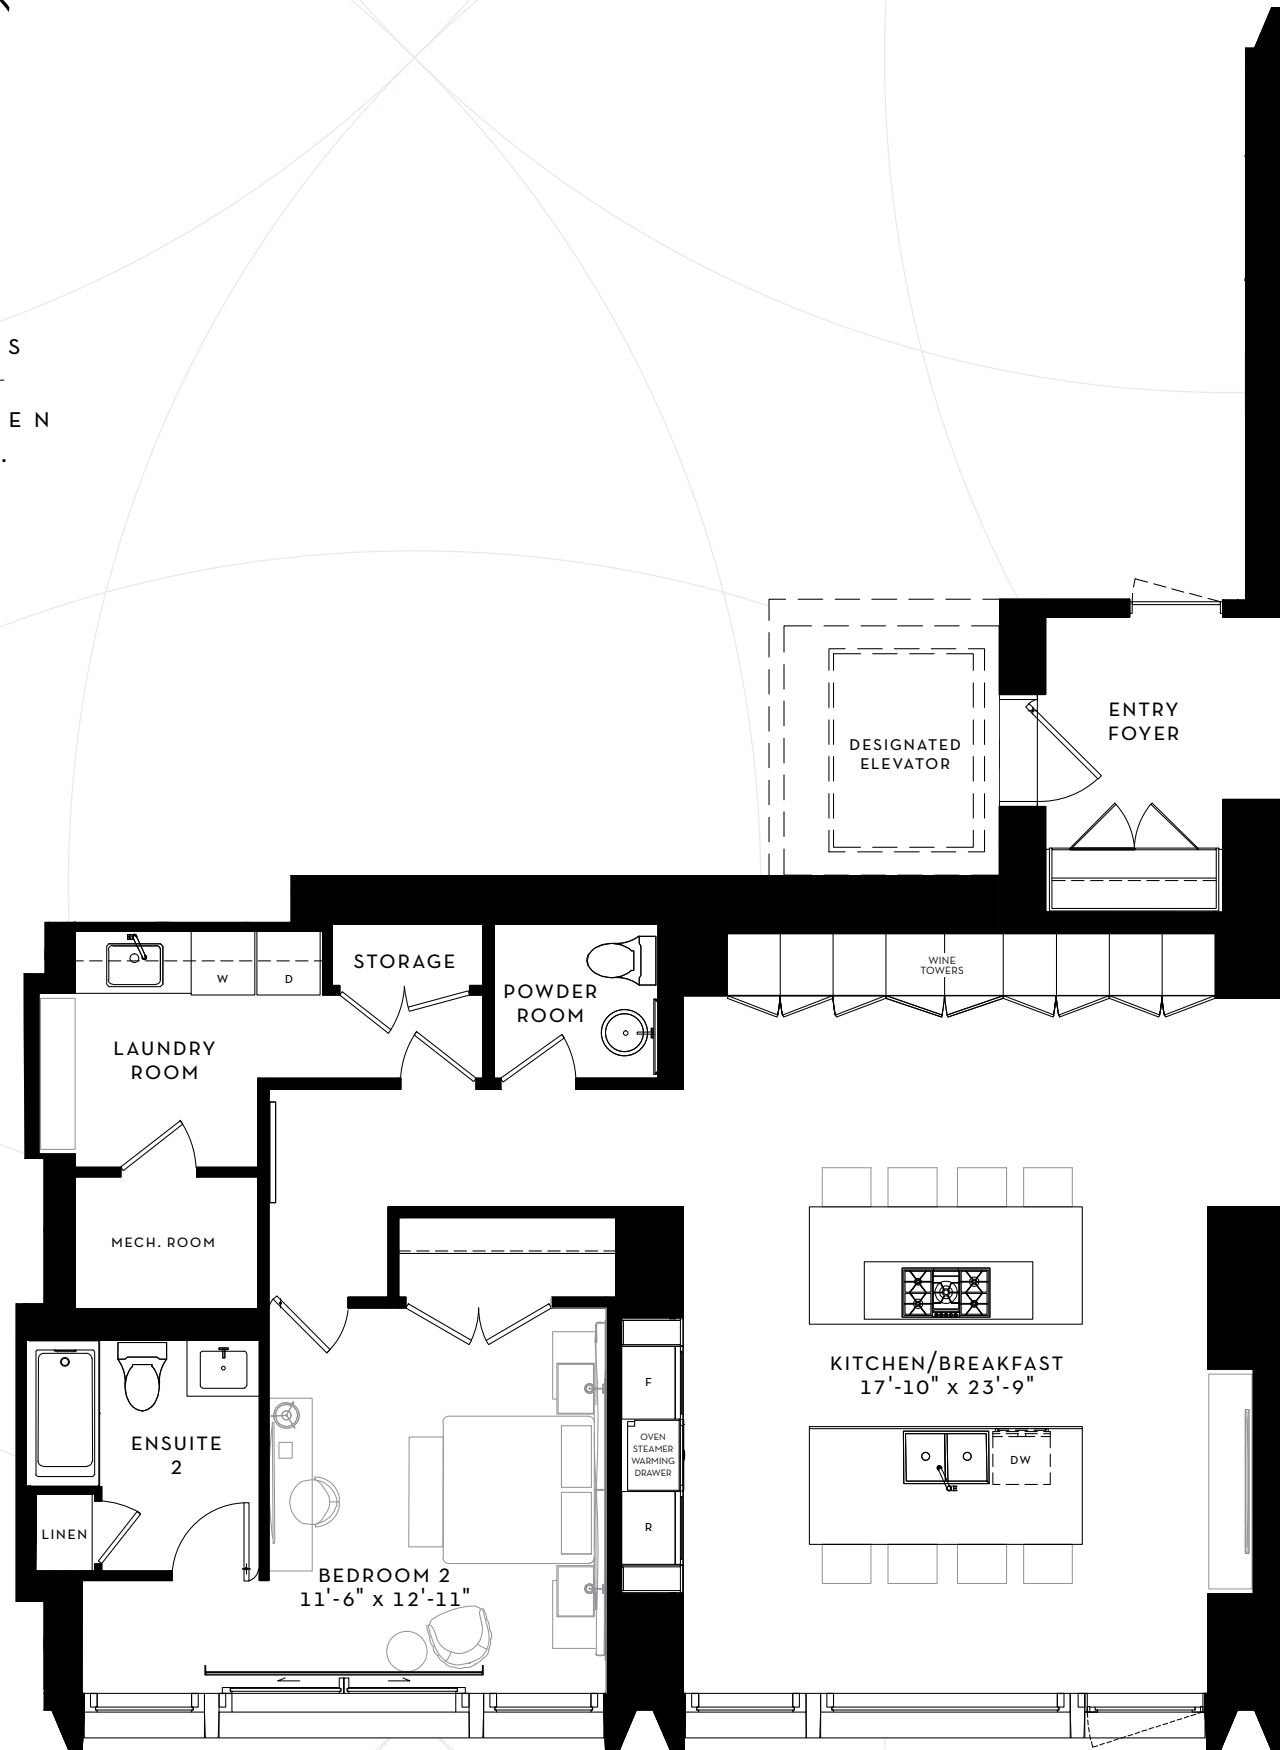 S
EN
.
ENTRY
FOYER
DESIGNATED
ELEVATOR
STORAGE
WINE
TOWERS
W
D
POWDER
ROOM
LAUNDRY
ROOM
MECH. ROOM
KITCHEN/BREAKFAST
17'-10" x 23'-9"
F
OVEN
STEAMER
WARMING
DRAWER
R
DW
ENSUITE
2
LINEN
BEDROOM 2
11'-6" x 12'-11"